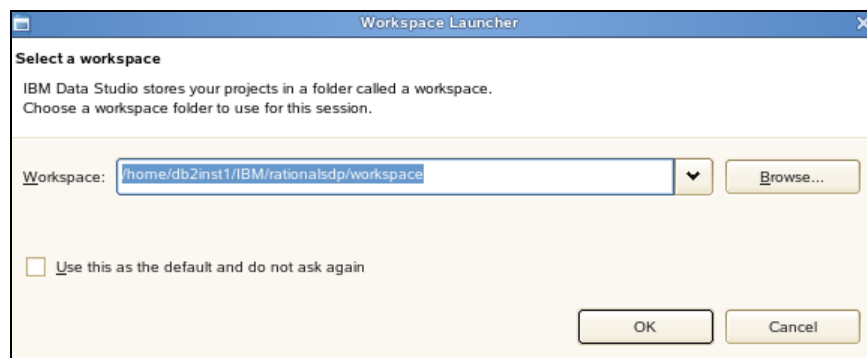 Workspace Launcher
Select a workspace
IBM Data Studio stores your projects in a folder called a workspace.
Choose a workspace folder to use for this session.
Workspace: /home/db2inst1/IBM/rationalsdp/workspace Browse...
Use this as the default and do not ask again
OK Cancel